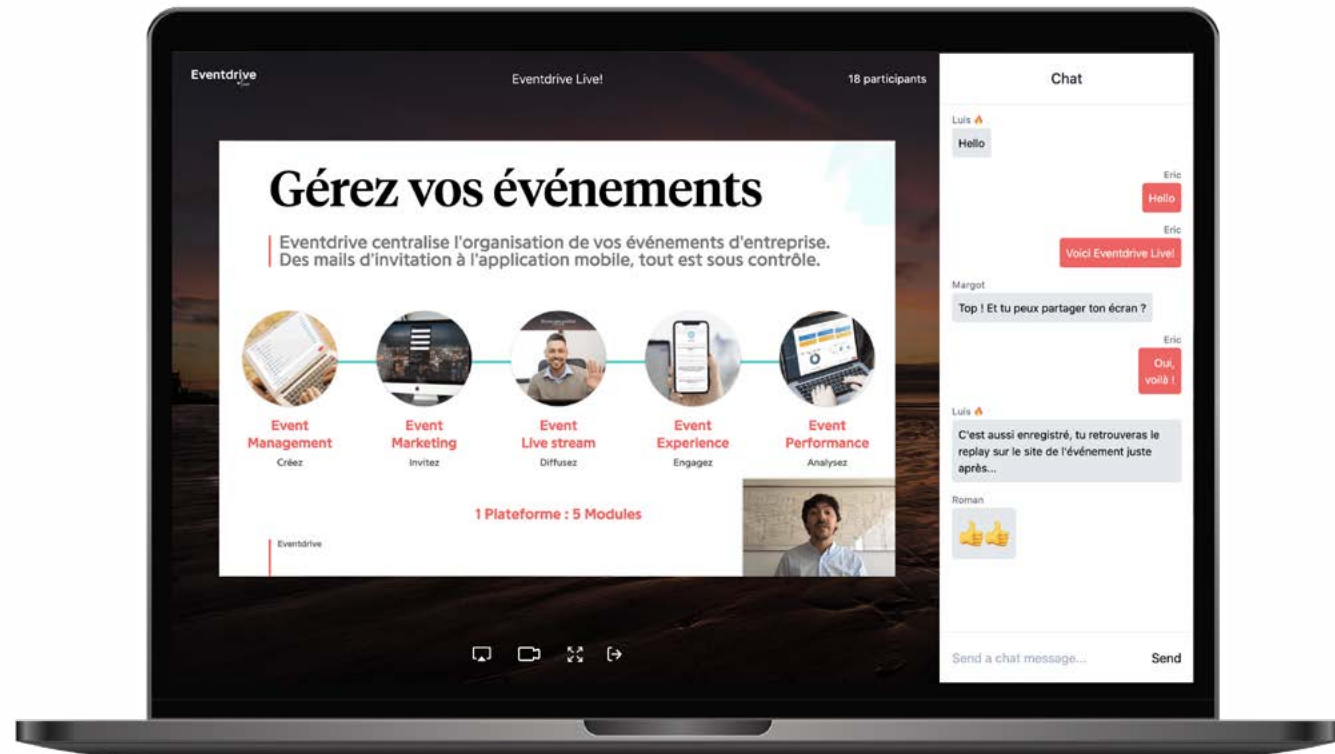 Eventdrive
Eventdrive Live!
18 participants
Gérez vos événements
Eventdrive centralise l'organisation de vos événements d'entreprise.
Des mails d'invitation à l'application mobile, tout est sous contrôle.
Event
Management
Créez
Event
Marketing
Invitez
Event
Live stream
Diffusez
Event
Experience
Engagez
Event
Performance
Analysez
1 Plateforme : 5 Modules
Eventdrive
Chat
Luis 🔥
Hello
Eric
Hello
Eric
Voici Eventdrive Live!
Margot
Top ! Et tu peux partager ton écran ?
Eric
Oui,
voilà !
Luis 🔥
C'est aussi enregistré, tu retrouveras le
replay sur le site de l'événement juste
après...
Roman
👍👍
Send a chat message...
Send